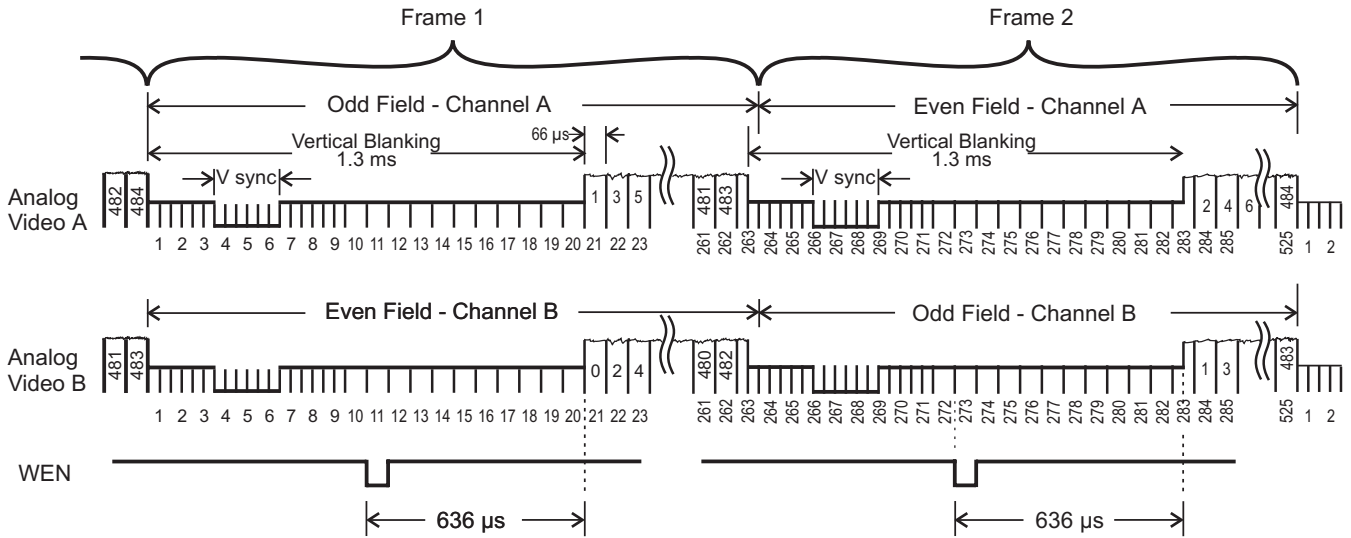 Frame 1 Frame 2
Odd Field - Channel A Even Field - Channel A
Vertical Blanking 66 µs Vertical Blanking
1.3 ms 1.3 ms
V sync V sync
Analog
Video A
482 484 1 3 5 481 483 2 4 6 484
1 2 3 4 5 6 7 8 9 10 11 12 13 14 15 16 17 18 19 20 21 22 23 261 262 263 264 265 266 267 268 269 270 271 272 273 274 275 276 277 278 279 280 281 282 283 284 285 525 1 2
Even Field - Channel B Odd Field - Channel B
Analog
Video B
481 483 0 2 4 480 482 1 3 483
1 2 3 4 5 6 7 8 9 10 11 12 13 14 15 16 17 18 19 20 21 22 23 261 262 263 264 265 266 267 268 269 270 271 272 273 274 275 276 277 278 279 280 281 282 283 284 285 525 1 2
WEN
636 µs 636 µs